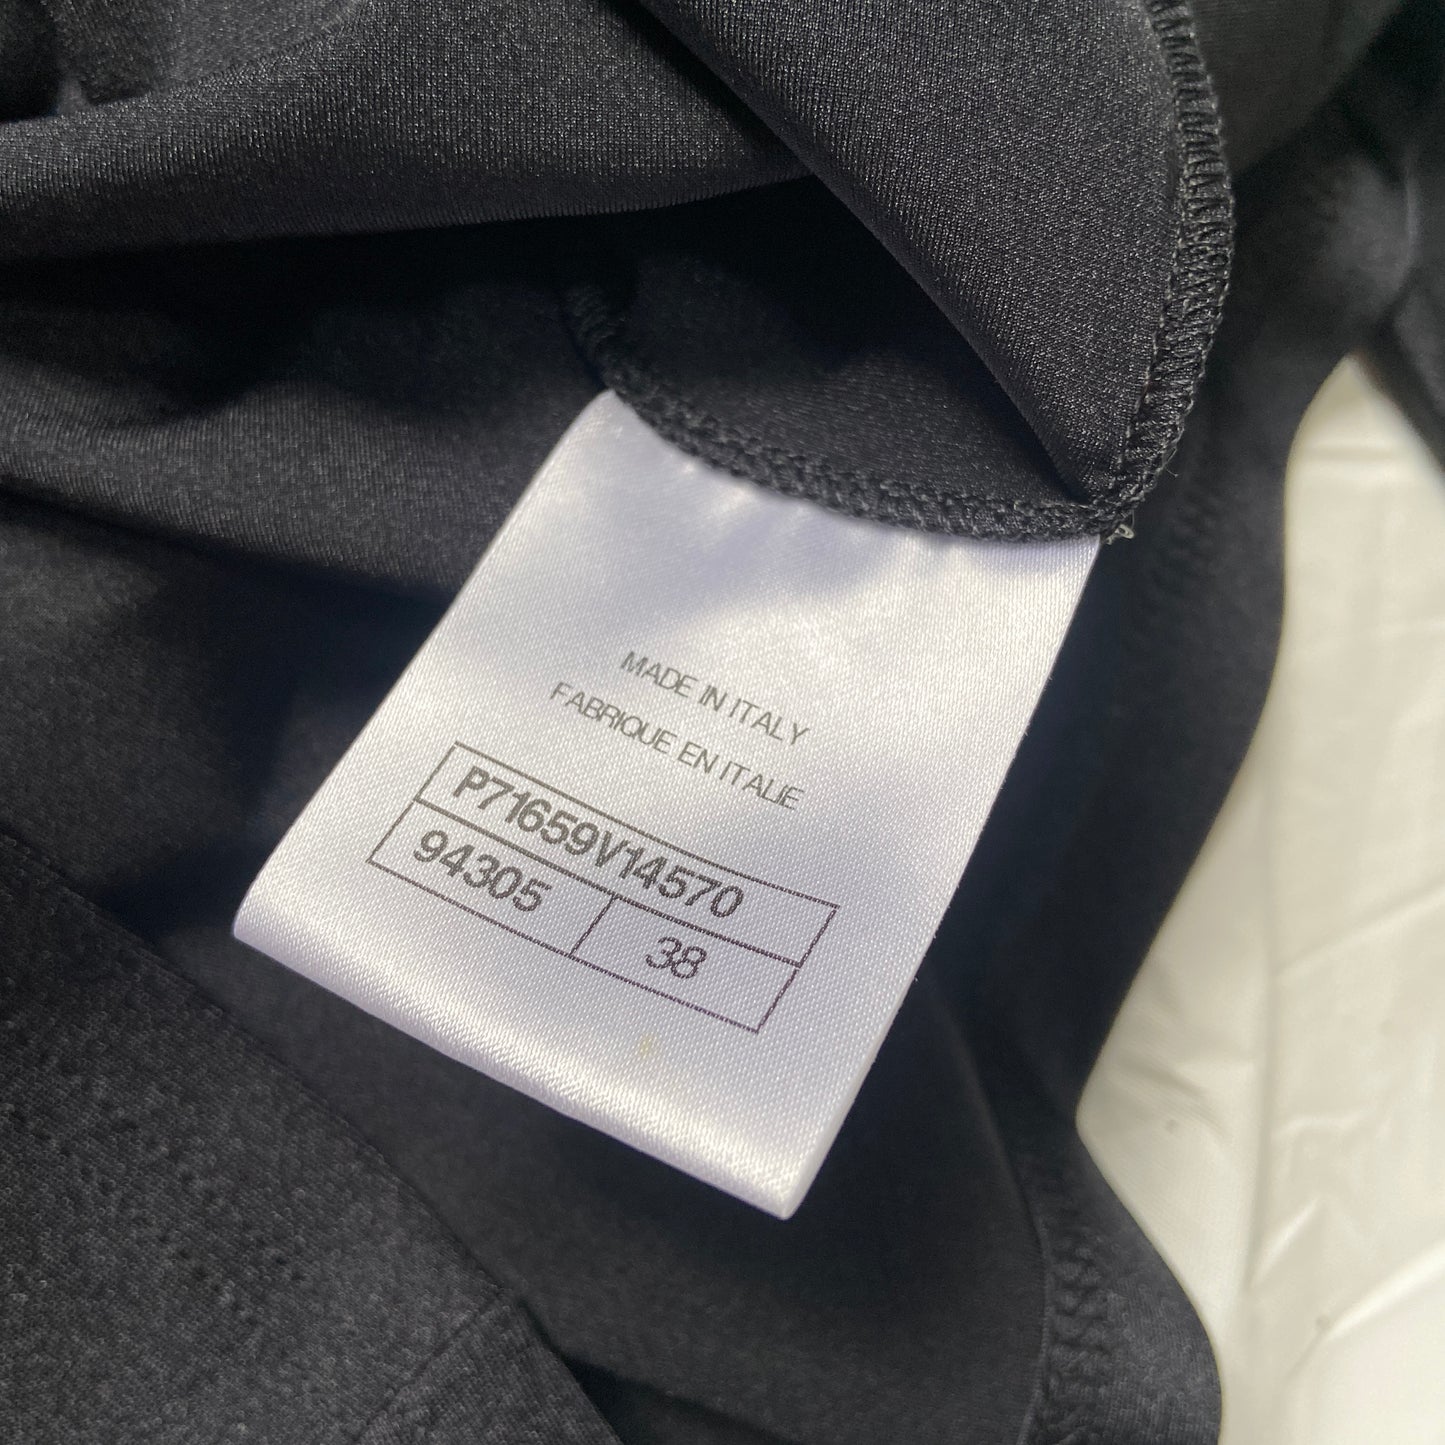 MADE IN ITALY
FABRIQUE EN ITALIE
P71659V14570
94305 38